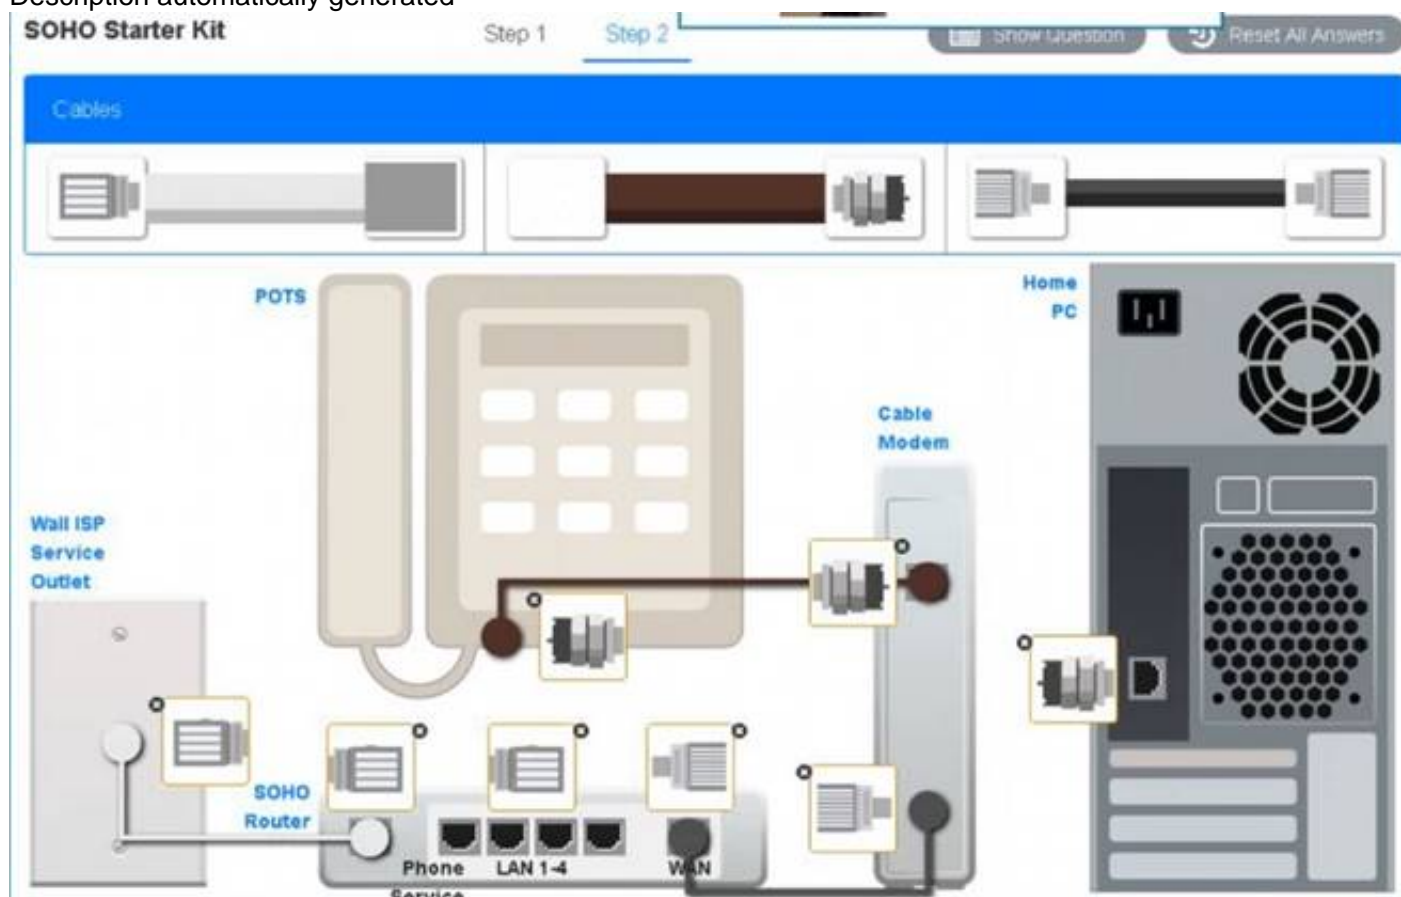 Description automatically generated
SOHO Starter Kit
Step 1
Step 2
Show Question
Reset All Answers
Cables
POTS
Home
PC
Cable
Modem
Wall ISP
Service
Outlet
SOHO
Router
Phone
Service
LAN 1-4
WAN